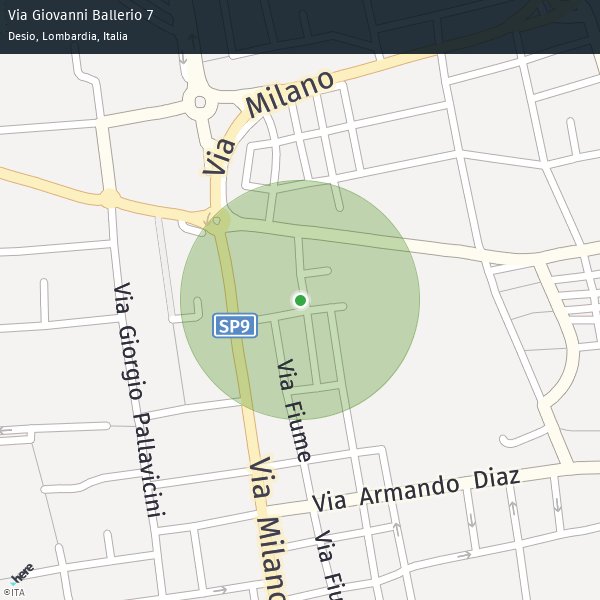 Via Giovanni Ballerio 7
Desio, Lombardia, Italia
Via Milano
Via Giorgio Pallavicini
SP9
Via Fiume
Via Armando Diaz
Via Milano
Via Fiu
here
©ITA